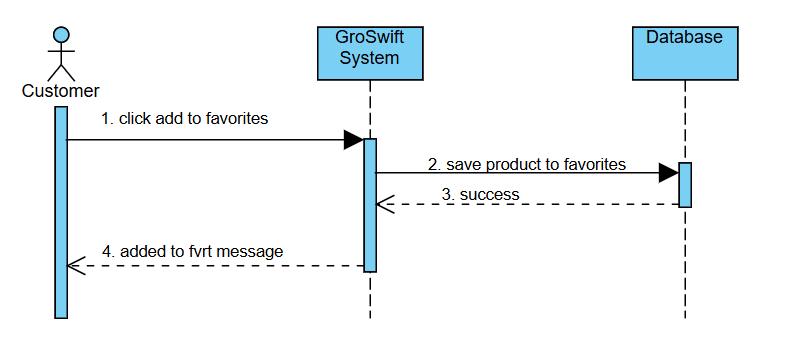 GroSwift
System
Database
Customer
1. click add to favorites
2. save product to favorites
3. success
4. added to fvrt message